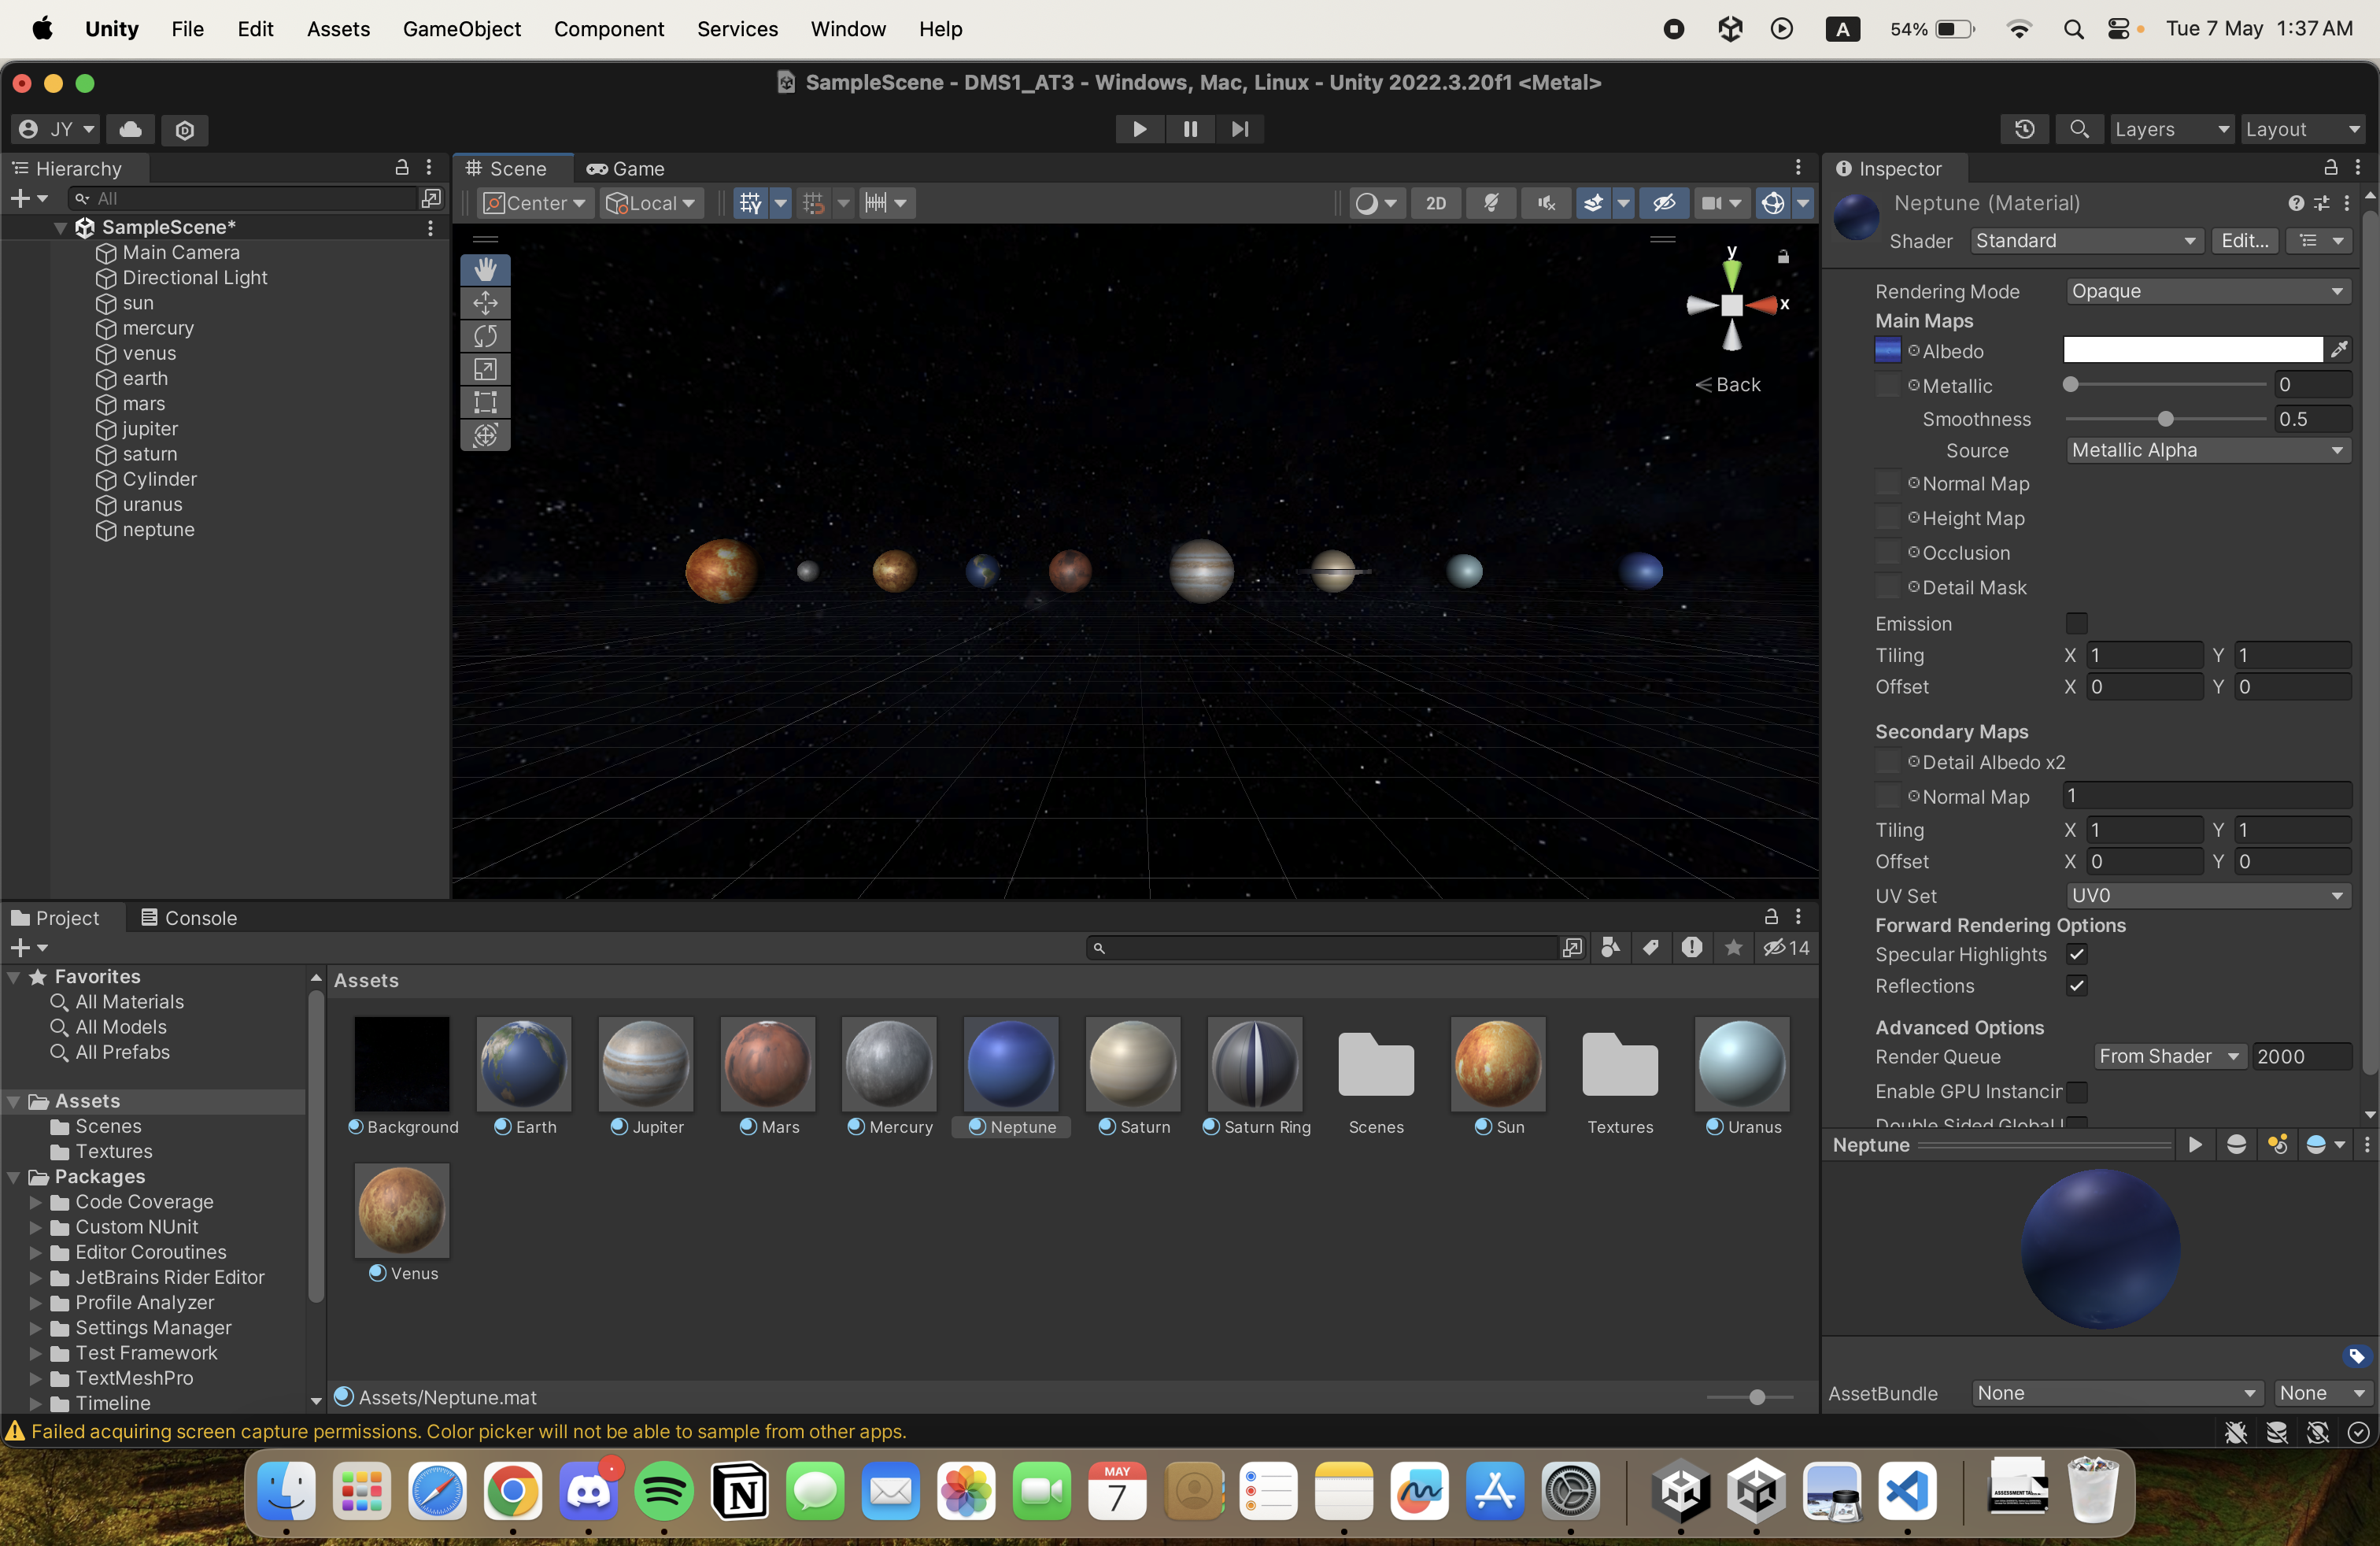 Unity File Edit Assets GameObject Component Services Window Help A 54% Tue 7 May 1:37 AM
SampleScene - DMS1_AT3 - Windows, Mac, Linux - Unity 2022.3.20f1 <Metal>
JY Layers Layout
Hierarchy
All
SampleScene*
Main Camera
Directional Light
sun
mercury
venus
earth
mars
jupiter
saturn
Cylinder
uranus
neptune
Scene Game
Center Local 2D
y
x
Back
Inspector
Neptune (Material)
Shader Standard Edit...
Rendering Mode Opaque
Main Maps
Albedo
Metallic 0
Smoothness 0.5
Source Metallic Alpha
Normal Map
Height Map
Occlusion
Detail Mask
Emission
Tiling X 1 Y 1
Offset X 0 Y 0
Secondary Maps
Detail Albedo x2
Normal Map 1
Tiling X 1 Y 1
Offset X 0 Y 0
UV Set UV0
Forward Rendering Options
Specular Highlights
Reflections
Advanced Options
Render Queue From Shader 2000
Enable GPU Instancin
Double Sided Global I
Neptune
AssetBundle None None
Project Console
14
Favorites
All Materials
All Models
All Prefabs
Assets
Scenes
Textures
Packages
Code Coverage
Custom NUnit
Editor Coroutines
JetBrains Rider Editor
Profile Analyzer
Settings Manager
Test Framework
TextMeshPro
Timeline
Assets
Background Earth Jupiter Mars Mercury Neptune Saturn Saturn Ring Scenes Sun Textures Uranus
Venus
Assets/Neptune.mat
Failed acquiring screen capture permissions. Color picker will not be able to sample from other apps.
MAY
7